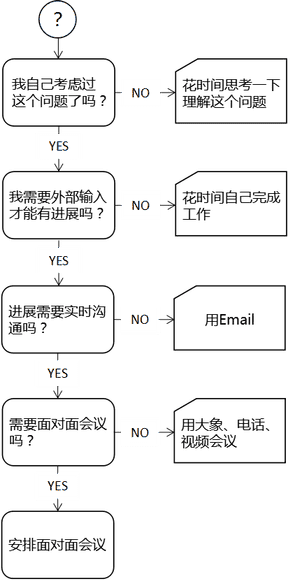 ?
我自己考虑过
这个问题了吗？
NO
花时间思考一下
理解这个问题
YES
我需要外部输入
才能有进展吗？
NO
花时间自己完成
工作
YES
进展需要实时沟
通吗？
NO
用Email
YES
需要面对面会议
吗？
NO
用大象、电话、
视频会议
YES
安排面对面会议